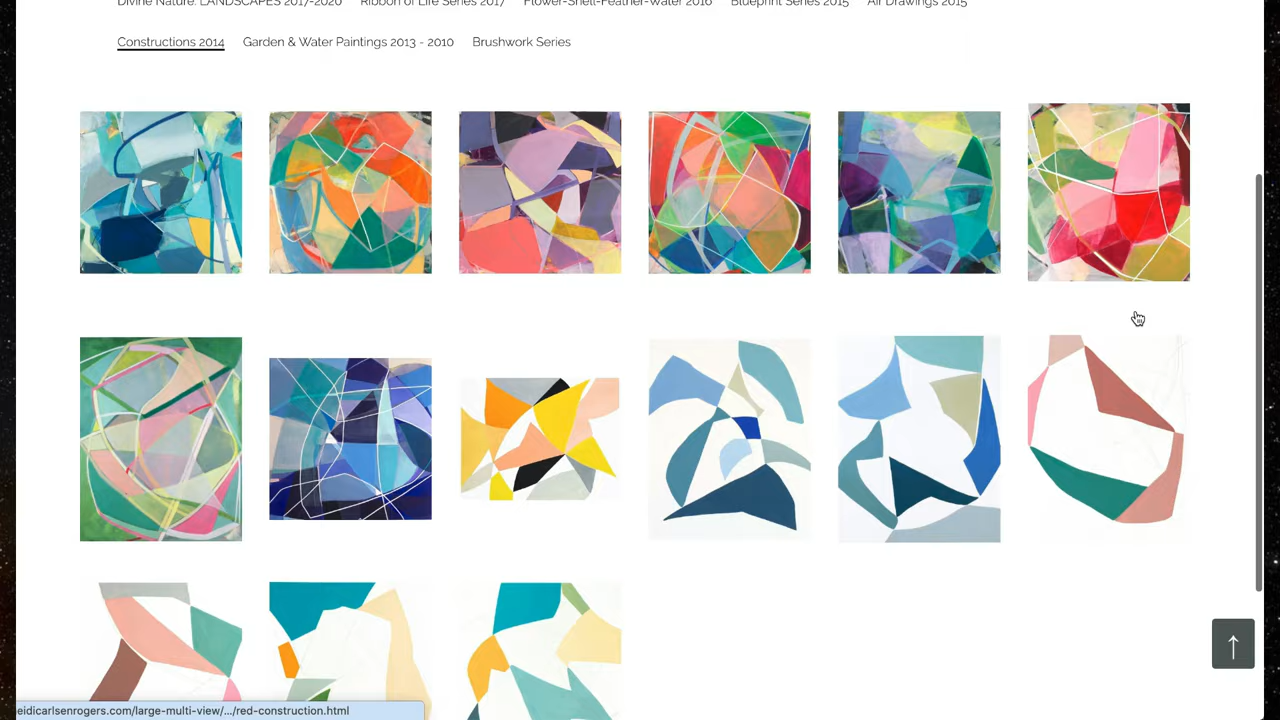 Divine Nature: LANDSCAPES 2017-2020 Ribbon of Life Series 2017 Flower-Shell-Feather-Water 2016 Blueprint Series 2015 Air Drawings 2015
Constructions 2014 Garden & Water Paintings 2013 - 2010 Brushwork Series
eidicarlsenrogers.com/large-multi-view/.../red-construction.html